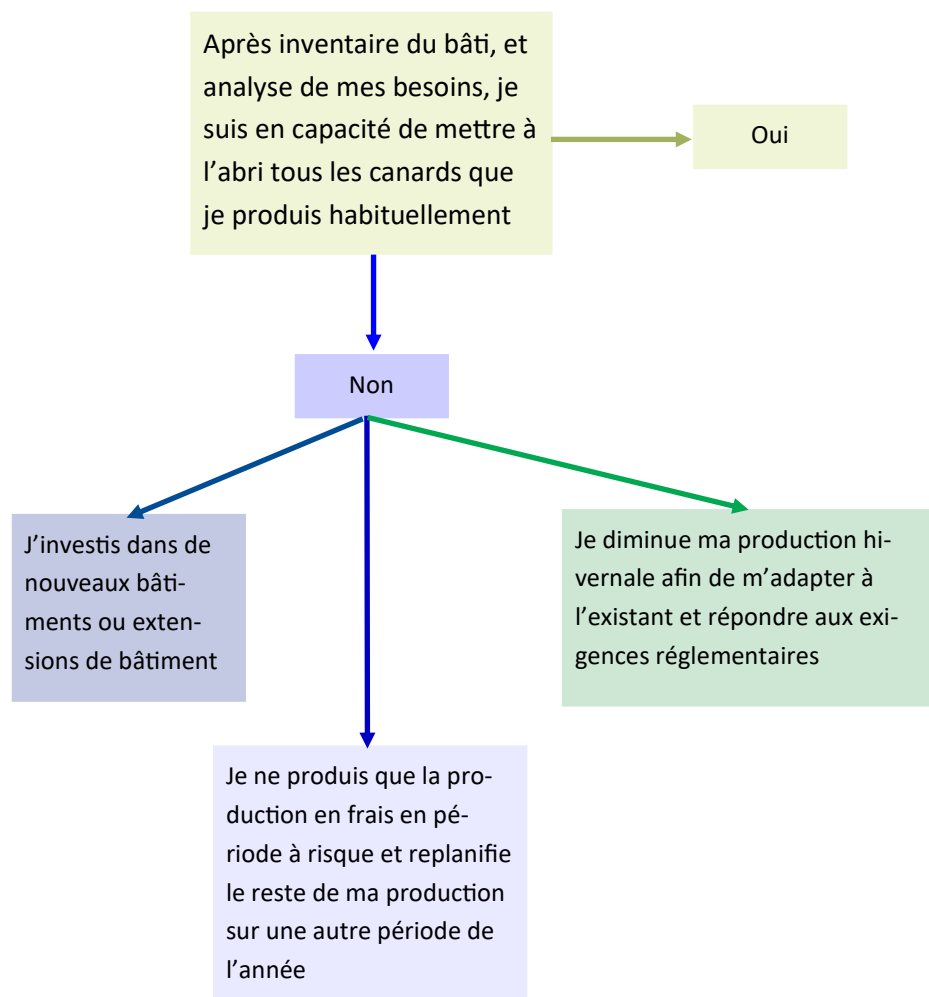 Après inventaire du bâti, et
analyse de mes besoins, je
suis en capacité de mettre à
l’abri tous les canards que
je produis habituellement
Oui
Non
J’investis dans de
nouveaux bâti-
ments ou exten-
sions de bâtiment
Je diminue ma production hi-
vernale afin de m’adapter à
l’existant et répondre aux exi-
gences réglementaires
Je ne produis que la pro-
duction en frais en pé-
riode à risque et replanifie
le reste de ma production
sur une autre période de
l’année